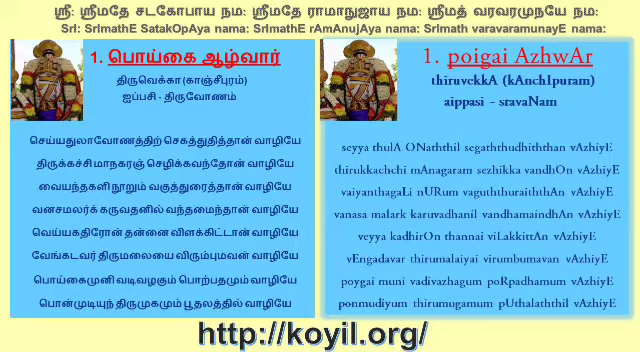 ஸ்ரீ: ஸ்ரீமதே சடகோபாய நம: ஸ்ரீமதே ராமாநுஜாய நம: ஸ்ரீமத் வரவரமுநயே நம:
SrI: SrImathE SatakOpAya nama: SrImathE rAmAnujAya nama: SrImath varavaramunayE nama:
1. பொய்கை ஆழ்வார்
திருவெக்கா (காஞ்சீபுரம்)
ஐப்பசி - திருவோணம்
செய்யதுலாவோணத்திற் செகத்துதித்தான் வாழியே
திருக்கச்சி மாநகரஞ் செழிக்கவந்தோன் வாழியே
வையந்தகளி நூறும் வகுத்துரைத்தான் வாழியே
வனசமலர்க் கருவதனில் வந்தமைந்தான் வாழியே
வெய்யகதிரோன் தன்னை விளக்கிட்டான் வாழியே
வேங்கடவர் திருமலையை விரும்புமவன் வாழியே
பொய்கைமுனி வடிவழகும் பொற்பதமும் வாழியே
பொன்முடியுந் திருமுகமும் பூதலத்தில் வாழியே
1. poigai AzhwAr
thiruvekkA (kAnchIpuram)
aippasi - sravaNam
seyya thulA ONaththil segaththudhiththan vAzhiyE
thirukkachchi mAnagaram sezhikka vandhOn vAzhiyE
vaiyanthagaLi nURum vaguththuraiththAn vAzhiyE
vanasa malark karuvadhanil vandhamaindhAn vAzhiyE
veyya kadhirOn thannai viLakkittAn vAzhiyE
vEngadavar thirumalaiyai virumbumavan vAzhiyE
poygai muni vadivazhagum poRpadhamum vAzhiyE
ponmudiyum thirumugamum pUthalaththil vAzhiyE
http://koyil.org/